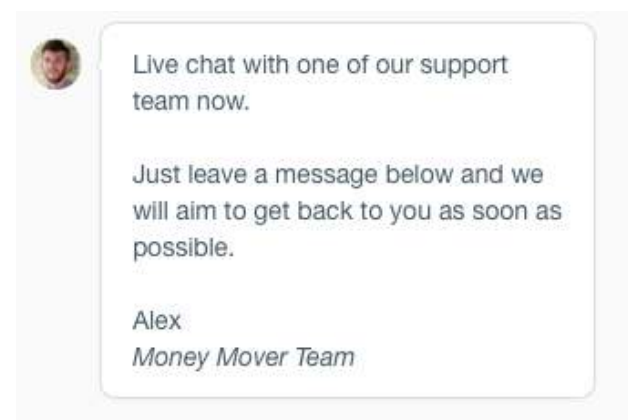 Live chat with one of our support
team now.
Just leave a message below and we
will aim to get back to you as soon as
possible.
Alex
Money Mover Team